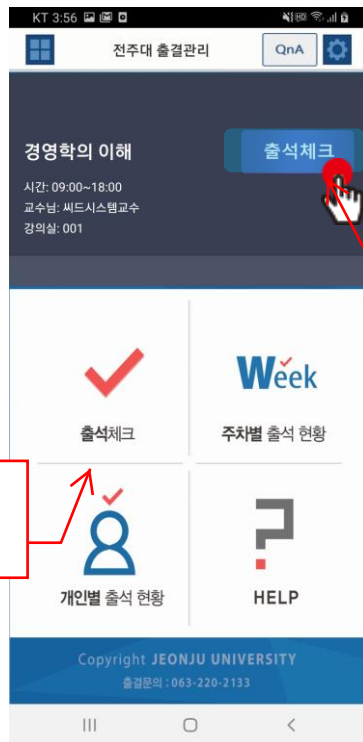 KT 3:56
전주대 출결관리
QnA
경영학의 이해
출석체크
시간: 09:00~18:00
교수님: 씨드시스템교수
강의실: 001
출석체크
Week
주차별 출석 현황
개인별 출석 현황
HELP
Copyright JEONJU UNIVERSITY
출결문의 : 063-220-2133